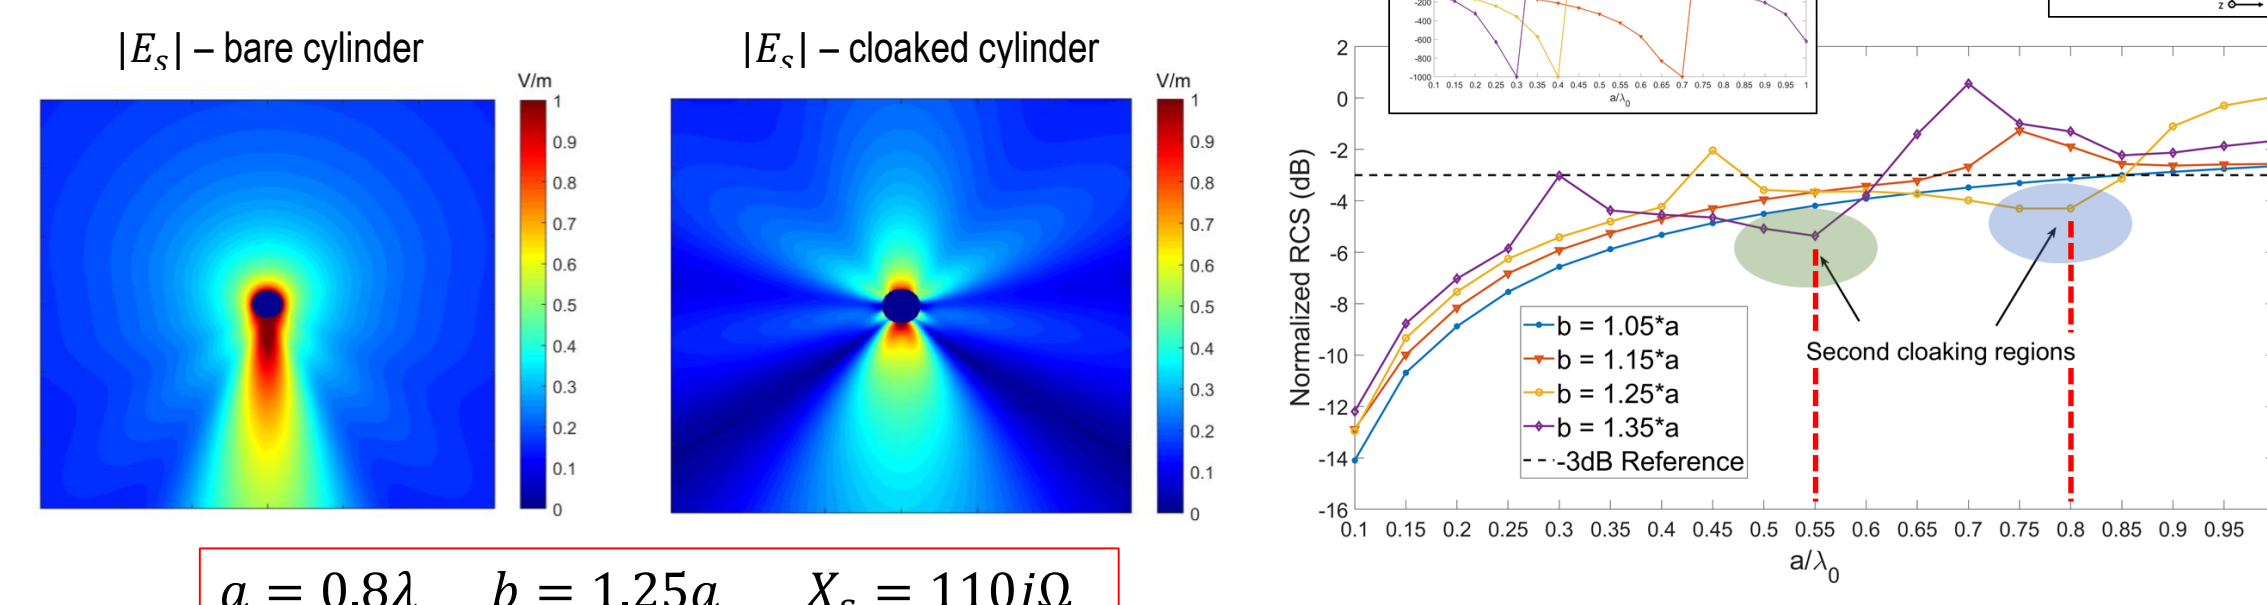 |E_s| – bare cylinder
V/m
1
0.9
0.8
0.7
0.6
0.5
0.4
0.3
0.2
0.1
0
|E_s| – cloaked cylinder
V/m
1
0.9
0.8
0.7
0.6
0.5
0.4
0.3
0.2
0.1
0
a = 0.8λ b = 1.25a X_s = 110jΩ
-200
-400
-600
-800
-1000
0.1 0.15 0.2 0.25 0.3 0.35 0.4 0.45 0.5 0.55 0.6 0.65 0.7 0.75 0.8 0.85 0.9 0.95 1
a/λ₀
z
Normalized RCS (dB)
2
0
-2
-4
-6
-8
-10
-12
-14
-16
b = 1.05*a
b = 1.15*a
b = 1.25*a
b = 1.35*a
-3dB Reference
Second cloaking regions
0.1 0.15 0.2 0.25 0.3 0.35 0.4 0.45 0.5 0.55 0.6 0.65 0.7 0.75 0.8 0.85 0.9 0.95
a/λ₀